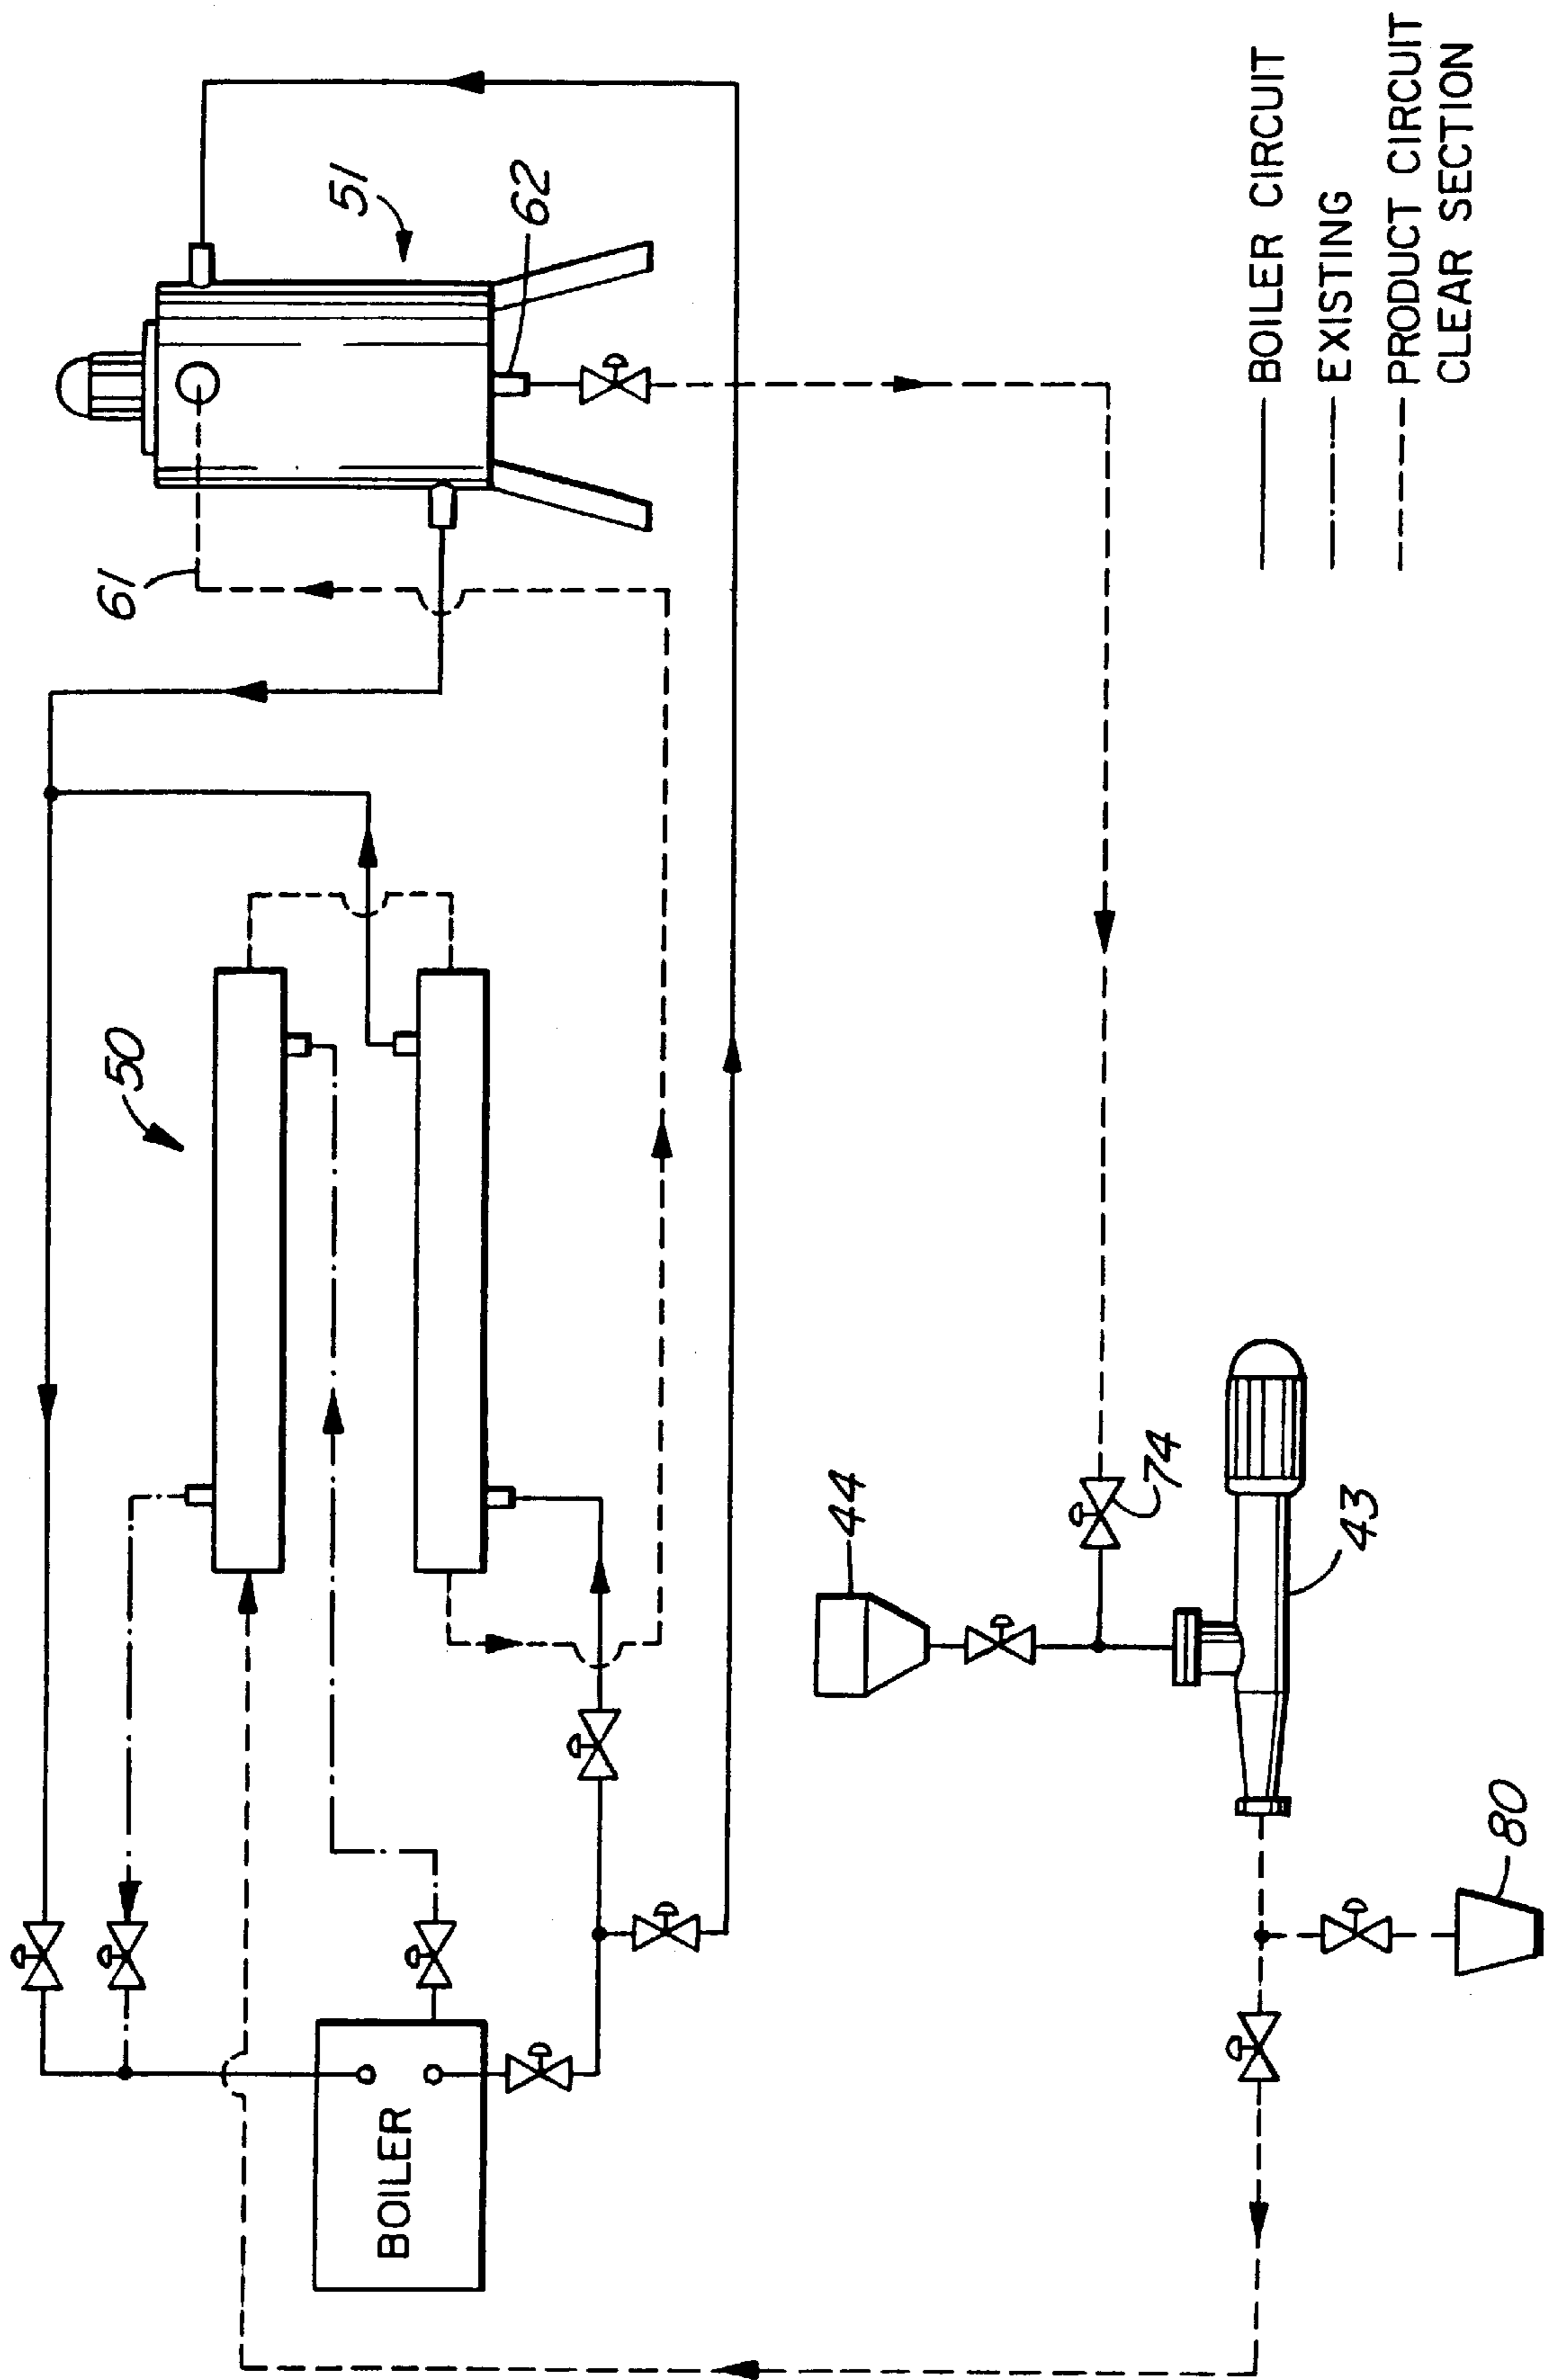 51
62
61
50
BOILER
44
74
43
80
BOILER CIRCUIT
EXISTING
PRODUCT CIRCUIT
CLEAR SECTION